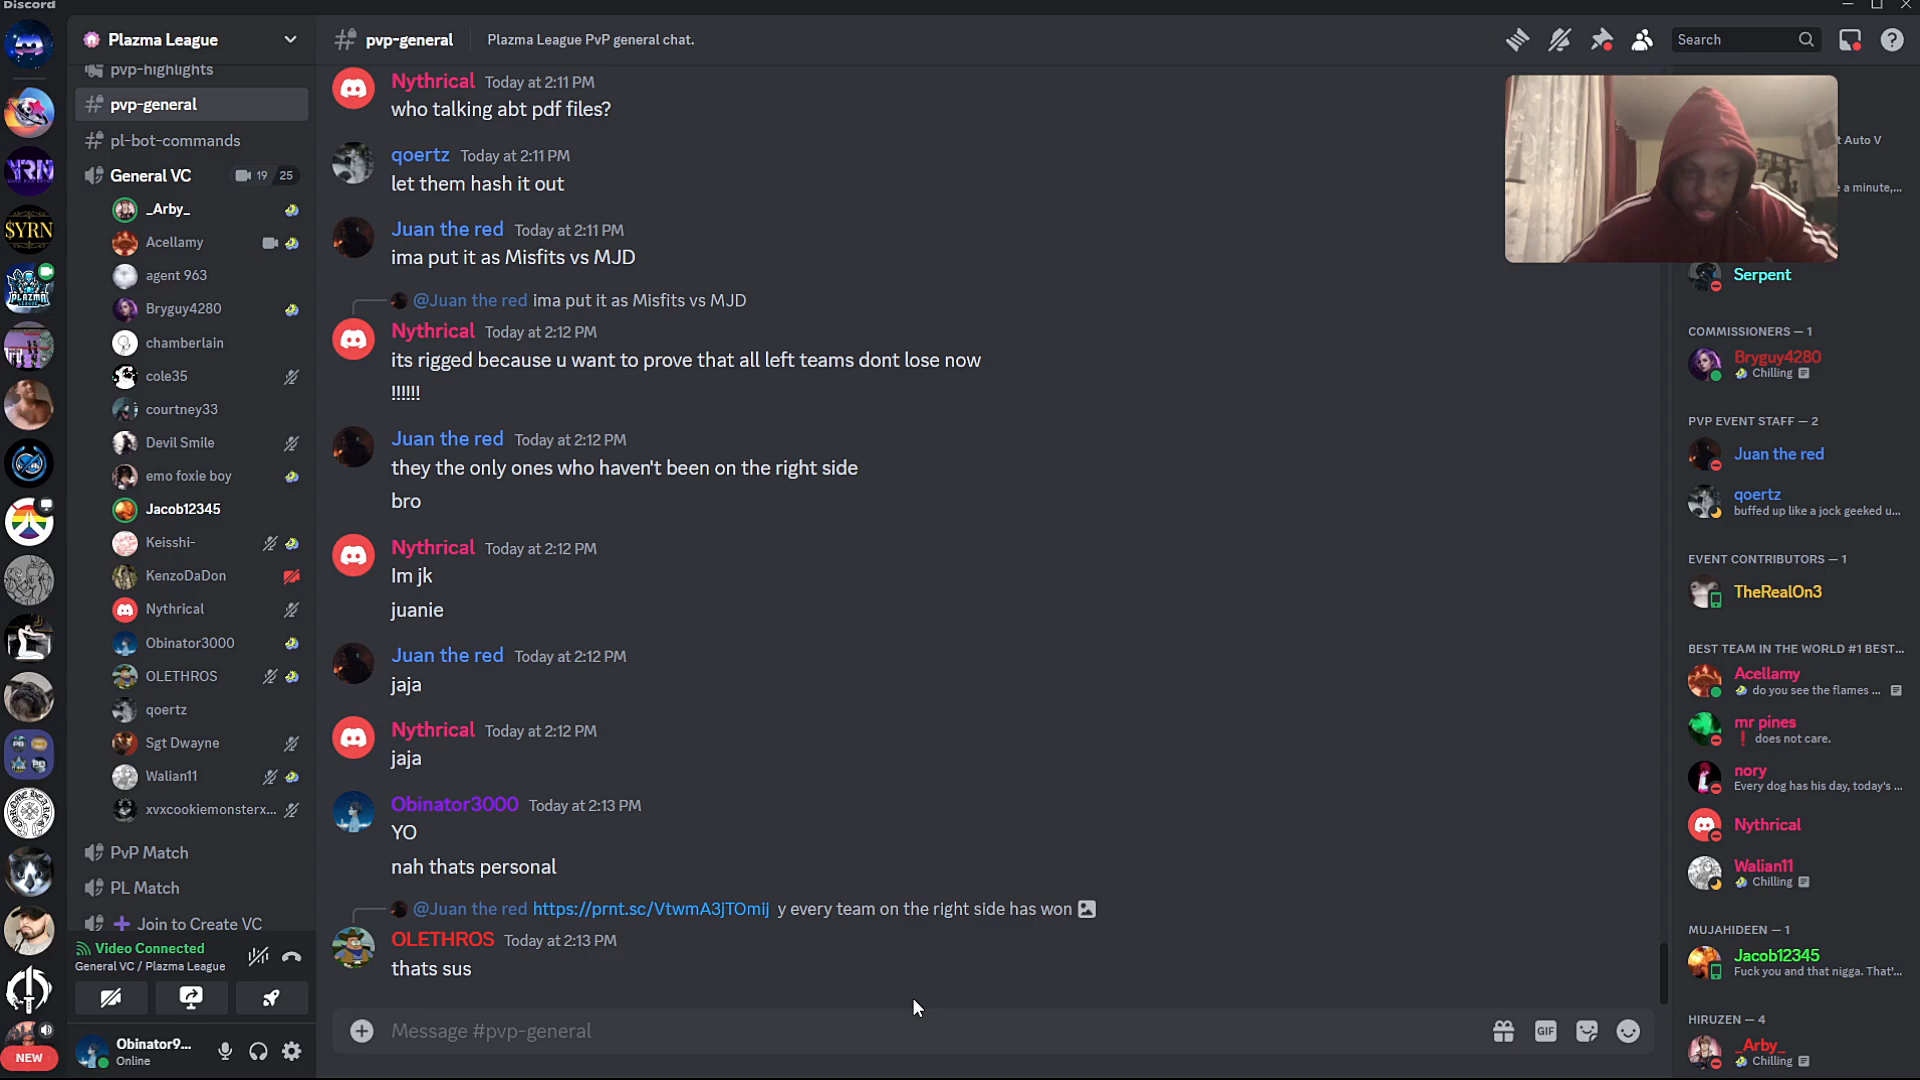 Discord
Plazma League
pvp-highlights
pvp-general
pl-bot-commands
General VC
19
25
_Arby_
Acellamy
agent 963
Bryguy4280
chamberlain
cole35
courtney33
Devil Smile
emo foxie boy
Jacob12345
Keisshi-
KenzoDaDon
Nythrical
Obinator3000
OLETHROS
qoertz
Sgt Dwayne
Walian11
xvxcookiemonsterx...
PvP Match
PL Match
Join to Create VC
Video Connected
General VC / Plazma League
Obinator9...
Online
YRN
$YRN
PLAZMA
NEW
pvp-general
Plazma League PvP general chat.
Search
Nythrical Today at 2:11 PM
who talking abt pdf files?
qoertz Today at 2:11 PM
let them hash it out
Juan the red Today at 2:11 PM
ima put it as Misfits vs MJD
@Juan the red ima put it as Misfits vs MJD
Nythrical Today at 2:12 PM
its rigged because u want to prove that all left teams dont lose now
!!!!!!
Juan the red Today at 2:12 PM
they the only ones who haven't been on the right side
bro
Nythrical Today at 2:12 PM
Im jk
juanie
Juan the red Today at 2:12 PM
jaja
Nythrical Today at 2:12 PM
jaja
Obinator3000 Today at 2:13 PM
YO
nah thats personal
@Juan the red https://prnt.sc/VtwmA3jTOmij y every team on the right side has won
OLETHROS Today at 2:13 PM
thats sus
Message #pvp-general
GIF
t Auto V
e a minute,...
Serpent
COMMISSIONERS — 1
Bryguy4280
Chilling
PVP EVENT STAFF — 2
Juan the red
qoertz
buffed up like a jock geeked u...
EVENT CONTRIBUTORS — 1
TheRealOn3
BEST TEAM IN THE WORLD #1 BEST...
Acellamy
do you see the flames ...
mr pines
does not care.
nory
Every dog has his day, today's ...
Nythrical
Walian11
Chilling
MUJAHIDEEN — 1
Jacob12345
Fuck you and that nigga. That'...
HIRUZEN — 4
_Arby_
Chilling